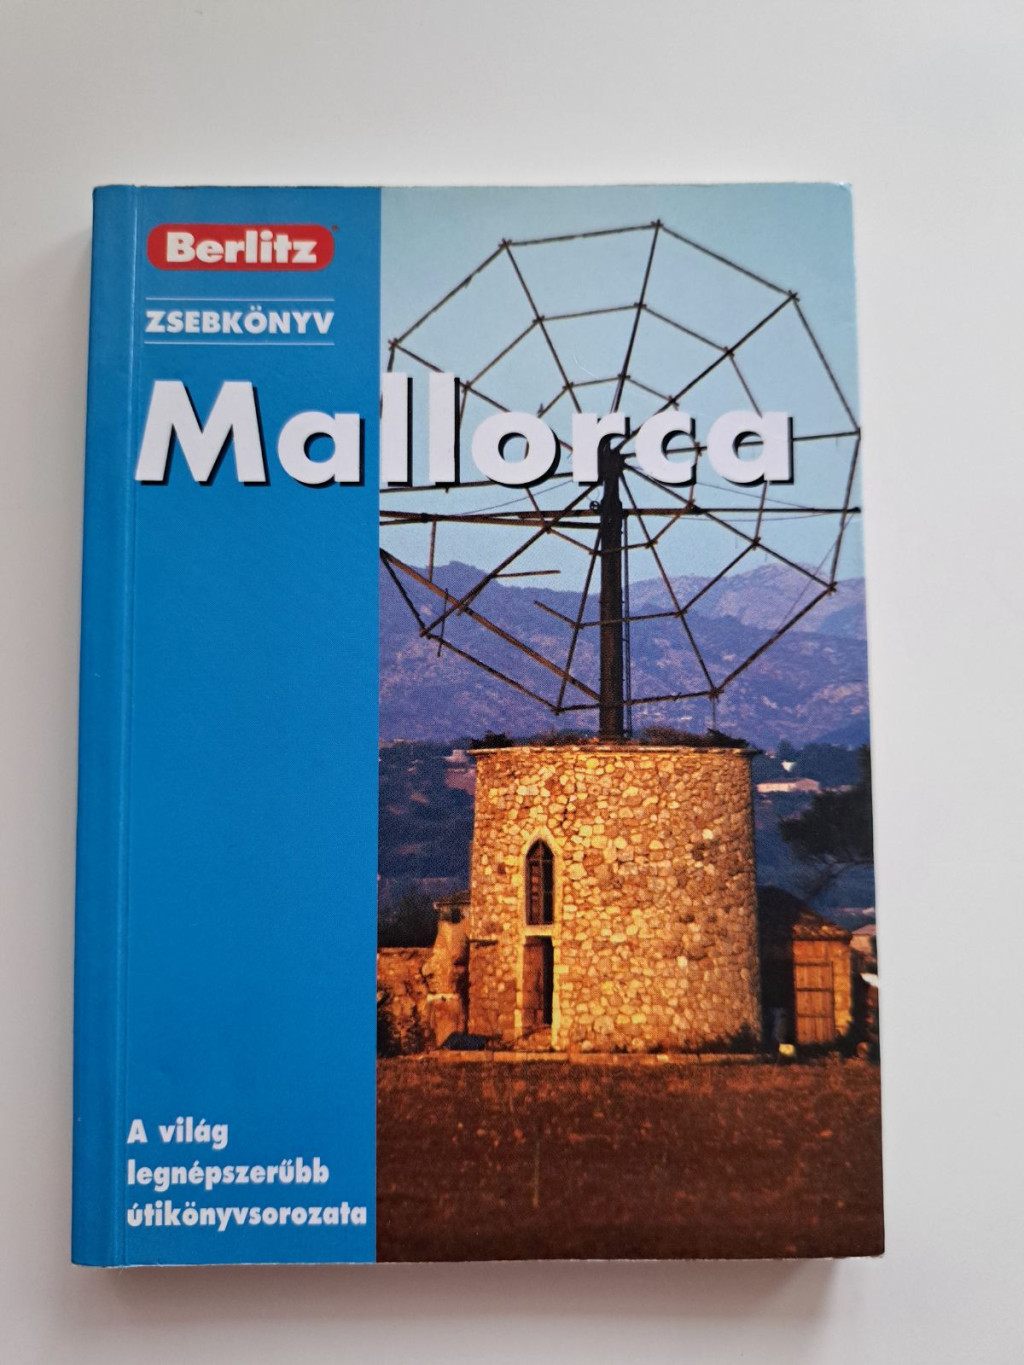 Berlitz
ZSEBKÖNYV
Mallorca
A világ
legnépszerűbb
útikönyvsorozata